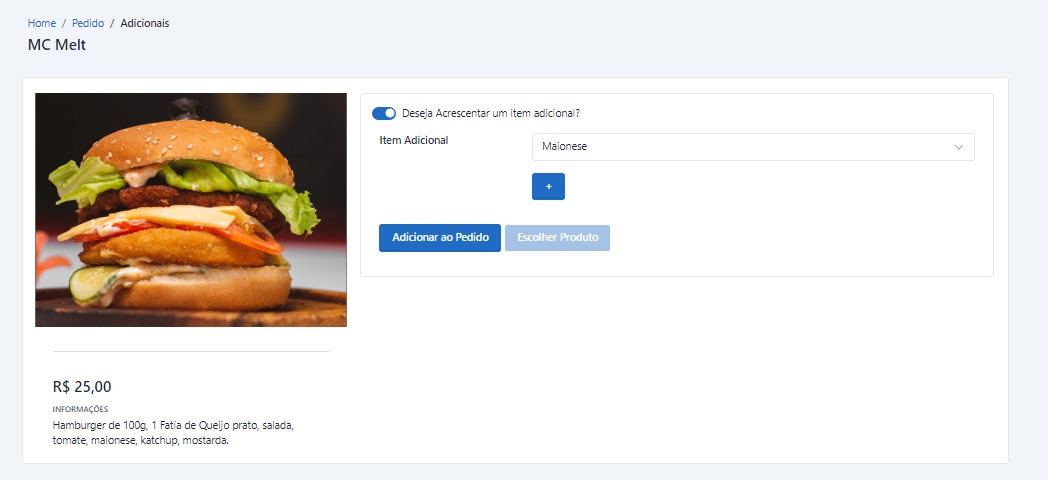 Home / Pedido / Adicionais
MC Melt
Deseja Acrescentar um item adicional?
Item Adicional
Maionese
+
Adicionar ao Pedido
Escolher Produto
R$ 25,00
INFORMAÇÕES
Hamburger de 100g, 1 Fatia de Queijo prato, salada,
tomate, maionese, katchup, mostarda.